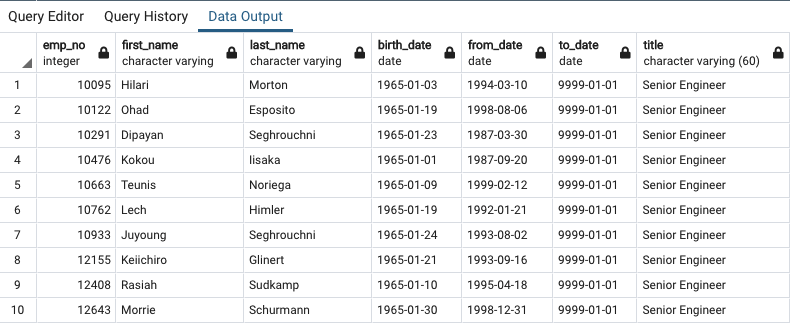 Query Editor Query History Data Output
emp_no first_name last_name birth_date from_date to_date title
integer character varying character varying date date date character varying (60)
1 10095 Hilari Morton 1965-01-03 1994-03-10 9999-01-01 Senior Engineer
2 10122 Ohad Esposito 1965-01-19 1998-08-06 9999-01-01 Senior Engineer
3 10291 Dipayan Seghrouchni 1965-01-23 1987-03-30 9999-01-01 Senior Engineer
4 10476 Kokou Iisaka 1965-01-01 1987-09-20 9999-01-01 Senior Engineer
5 10663 Teunis Noriega 1965-01-09 1999-02-12 9999-01-01 Senior Engineer
6 10762 Lech Himler 1965-01-19 1992-01-21 9999-01-01 Senior Engineer
7 10933 Juyoung Seghrouchni 1965-01-24 1993-08-02 9999-01-01 Senior Engineer
8 12155 Keiichiro Glinert 1965-01-21 1993-09-16 9999-01-01 Senior Engineer
9 12408 Rasiah Sudkamp 1965-01-10 1995-04-18 9999-01-01 Senior Engineer
10 12643 Morrie Schurmann 1965-01-30 1998-12-31 9999-01-01 Senior Engineer